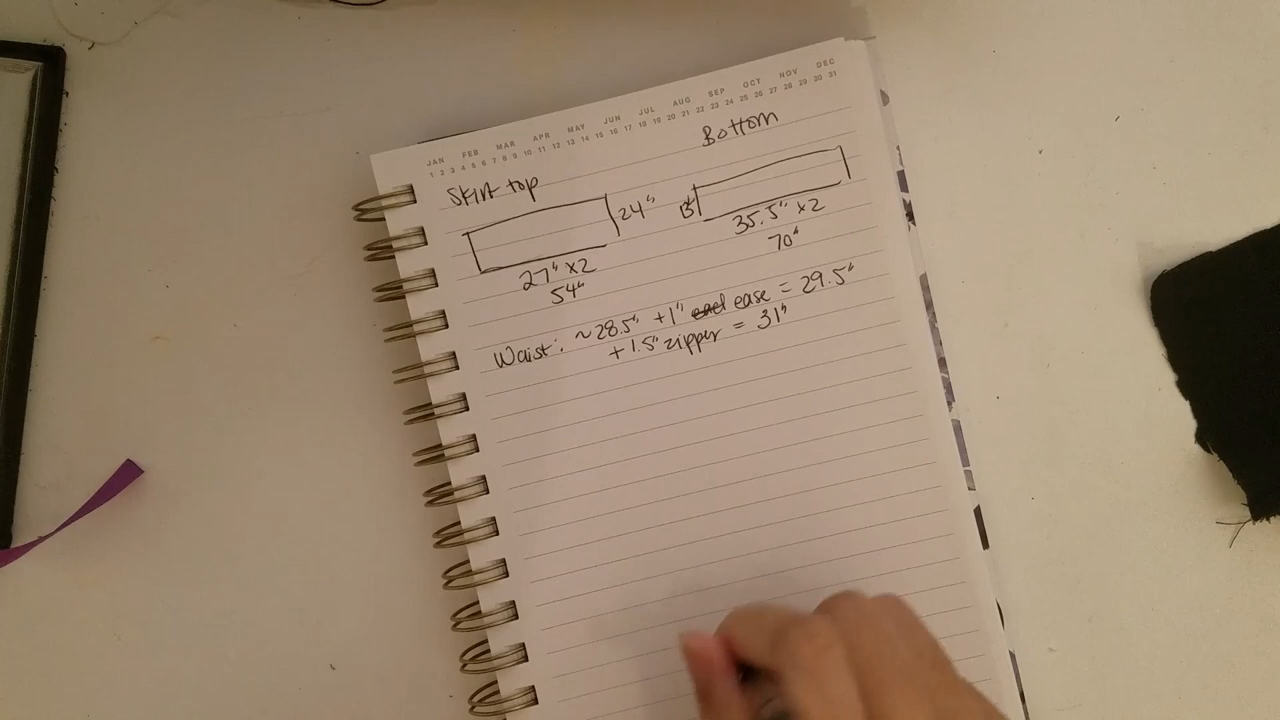 JAN FEB MAR APR MAY JUN JUL AUG SEP OCT NOV DEC
1 2 3 4 5 6 7 8 9 10 11 12 13 14 15 16 17 18 19 20 21 22 23 24 25 26 27 28 29 30 31
Skirt top
Bottom
24"
27" x2
54"
35.5" x2
70"
Waist: ~28.5" +1" ease = 29.5"
+ 1.5" zipper = 31"